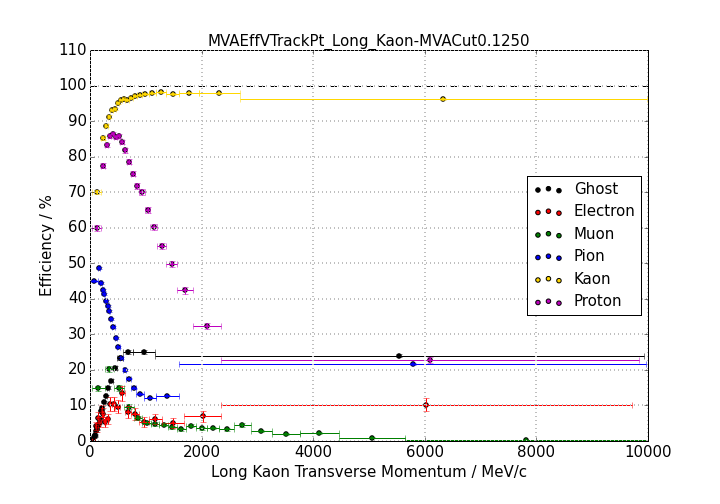 MVAEffVTrackPt_Long_Kaon-MVACut0.1250
110
100
90
80
70
60
50
40
30
20
10
0
Efficiency / %
Ghost
Electron
Muon
Pion
Kaon
Proton
0 2000 4000 6000 8000 10000
Long Kaon Transverse Momentum / MeV/c